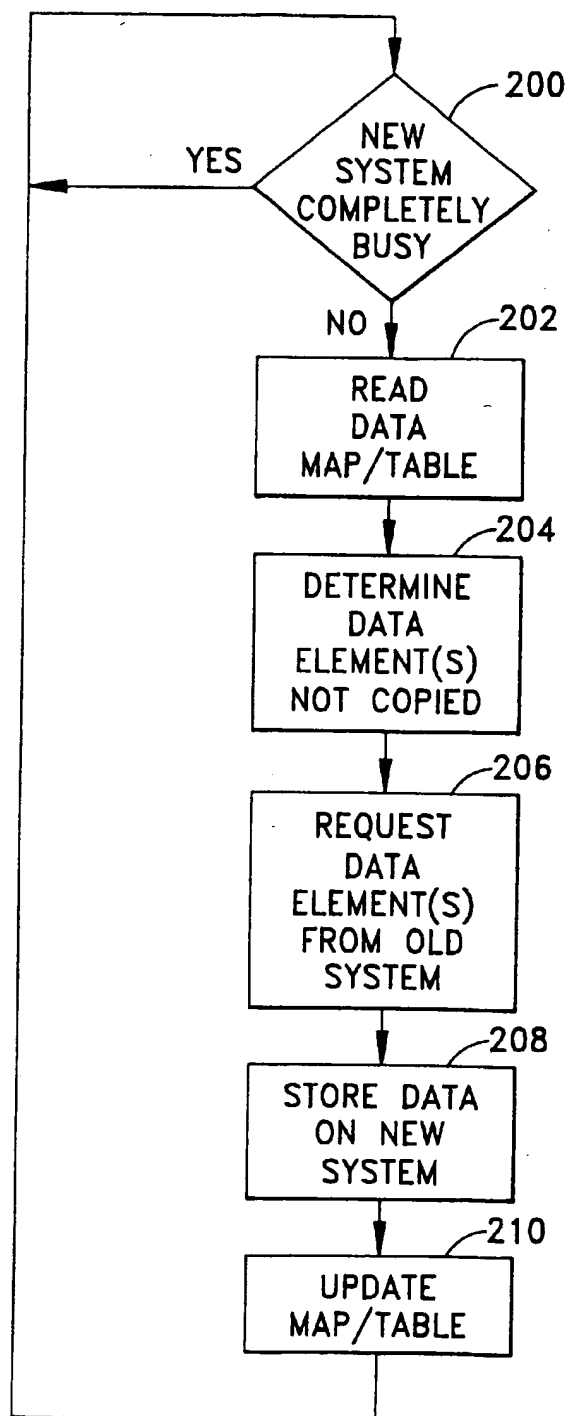 200
NEW
SYSTEM
COMPLETELY
BUSY
YES
NO
202
READ
DATA
MAP/TABLE
204
DETERMINE
DATA
ELEMENT(S)
NOT COPIED
206
REQUEST
DATA
ELEMENT(S)
FROM OLD
SYSTEM
208
STORE DATA
ON NEW
SYSTEM
210
UPDATE
MAP/TABLE